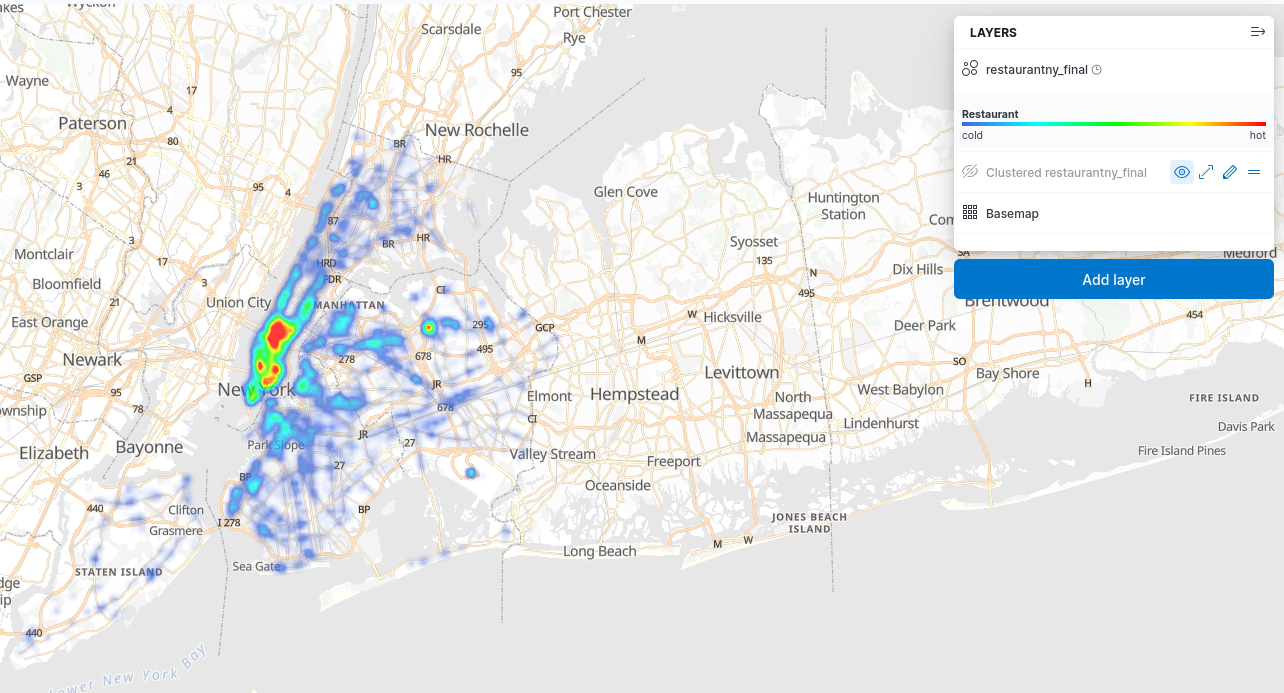 Port Chester
Scarsdale
Rye
Wayne
17
95
4
Paterson
80
New Rochelle
BR
HR
21
46
3
95
4
Glen Cove
Huntington
Station
87
3
BR
HR
Syosset
135
Montclair
17
HRD
FDR
CI
N
Dix Hills
Bloomfield
3
21
Union City
MANHATTAN
495
Brentwood
Medford
SA
454
East Orange
295
GCP
W
Hicksville
Deer Park
Newark
278
678
495
M
SO
GSP
JR
Levittown
Bay Shore
H
95
New York
Elmont
Hempstead
North
Massapequa
West Babylon
FIRE ISLAND
78
678
CI
Massapequa
Lindenhurst
Davis Park
Bayonne
Park Slope
JR
27
Fire Island Pines
Elizabeth
27
Valley Stream
Freeport
BP
Oceanside
440
Clifton
BP
I 278
JONES BEACH
ISLAND
Grasmere
M
W
Long Beach
STATEN ISLAND
Sea Gate
440
Lower New York Bay
LAYERS
restaurantny_final
Restaurant
cold hot
Clustered restaurantny_final
Basemap
Add layer